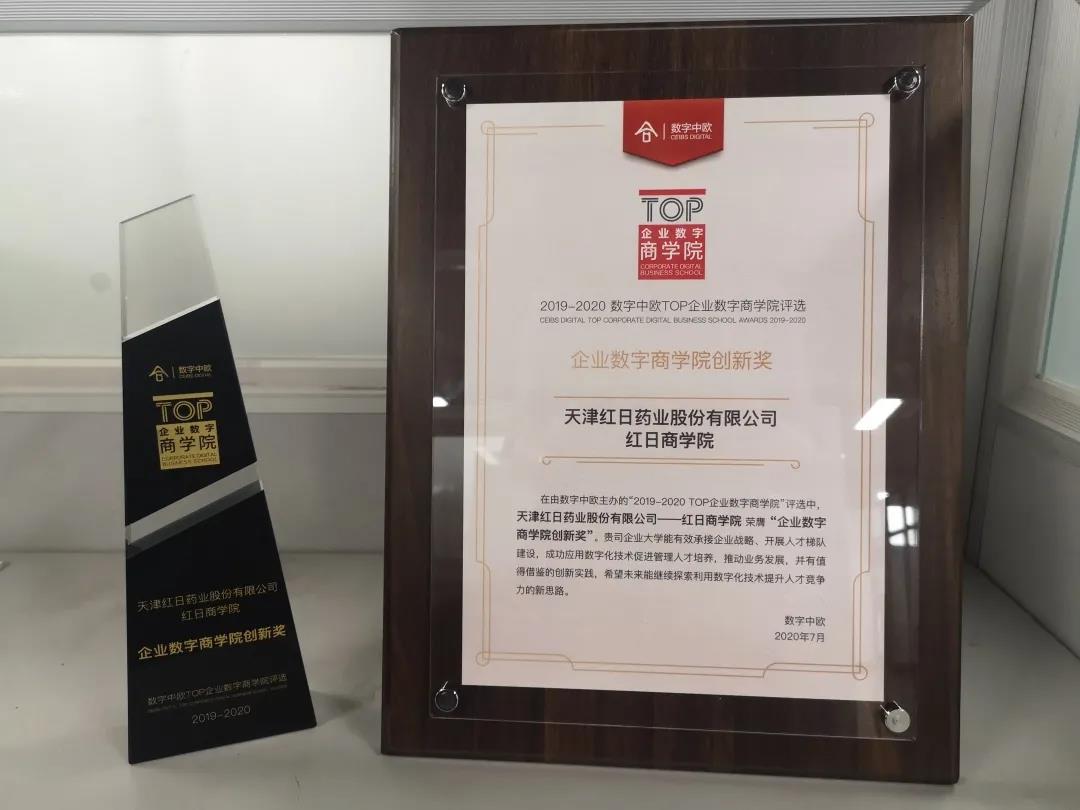 数字中欧
CEIBS DIGITAL
TOP
企业数字
商学院
CORPORATE DIGITAL
BUSINESS SCHOOL
天津红日药业股份有限公司
红日商学院
企业数字商学院创新奖
数字中欧TOP企业数字商学院评选
2019-2020
数字中欧
CEIBS DIGITAL
TOP
企业数字
商学院
CORPORATE DIGITAL
BUSINESS SCHOOL
2019-2020 数字中欧TOP企业数字商学院评选
CEIBS DIGITAL TOP CORPORATE DIGITAL BUSINESS SCHOOL AWARDS 2019-2020
企业数字商学院创新奖
天津红日药业股份有限公司
红日商学院
在由数字中欧主办的“2019-2020 TOP企业数字商学院”评选中，
天津红日药业股份有限公司——红日商学院 荣膺 “企业数字
商学院创新奖”。贵司企业大学能有效承接企业战略、开展人才梯队
建设，成功应用数字化技术促进管理人才培养，推动业务发展，并有值
得借鉴的创新实践，希望未来能继续探索利用数字化技术提升人才竞争
力的新思路。
数字中欧
2020年7月